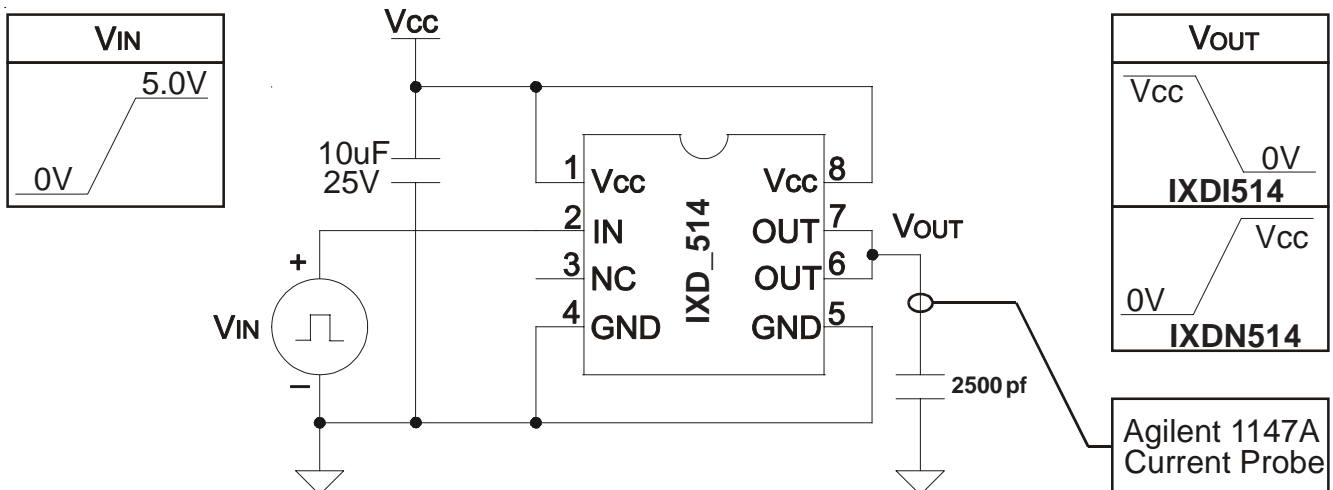 VIN
0V
5.0V
Vcc
10uF
25V
VIN
+
−
1
Vcc
2
IN
3
NC
4
GND
IXD_514
Vcc
8
OUT
7
OUT
6
GND
5
VOUT
2500 pf
VOUT
Vcc
0V
IXDI514
Vcc
0V
IXDN514
Agilent 1147A
Current Probe